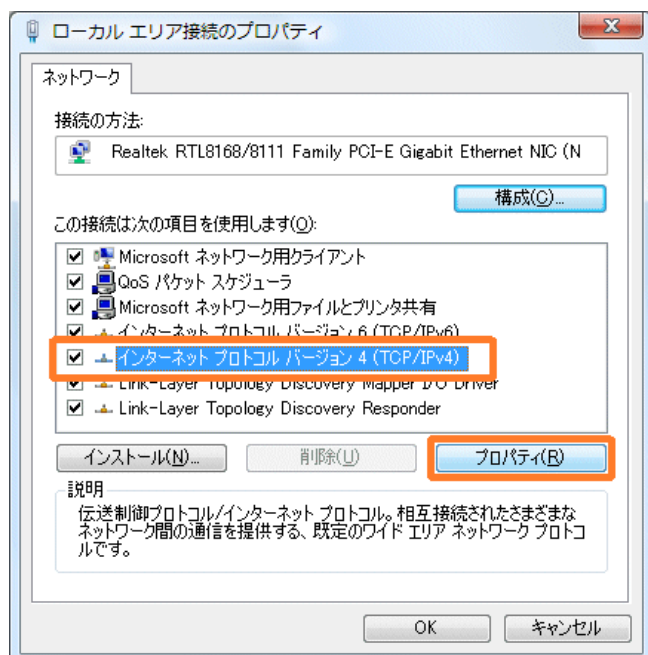 ローカル エリア接続のプロパティ
ネットワーク
接続の方法:
Realtek RTL8168/8111 Family PCI-E Gigabit Ethernet NIC (N
構成(C)...
この接続は次の項目を使用します(O):
Microsoft ネットワーク用クライアント
QoS パケット スケジューラ
Microsoft ネットワーク用ファイルとプリンタ共有
インターネット プロトコル バージョン 6 (TCP/IPv6)
インターネット プロトコル バージョン 4 (TCP/IPv4)
Link-Layer Topology Discovery Mapper I/O Driver
Link-Layer Topology Discovery Responder
インストール(N)... 削除(U) プロパティ(R)
説明
伝送制御プロトコル/インターネット プロトコル。相互接続されたさまざまな
ネットワーク間の通信を提供する、既定のワイド エリア ネットワーク プロトコ
ルです。
OK キャンセル